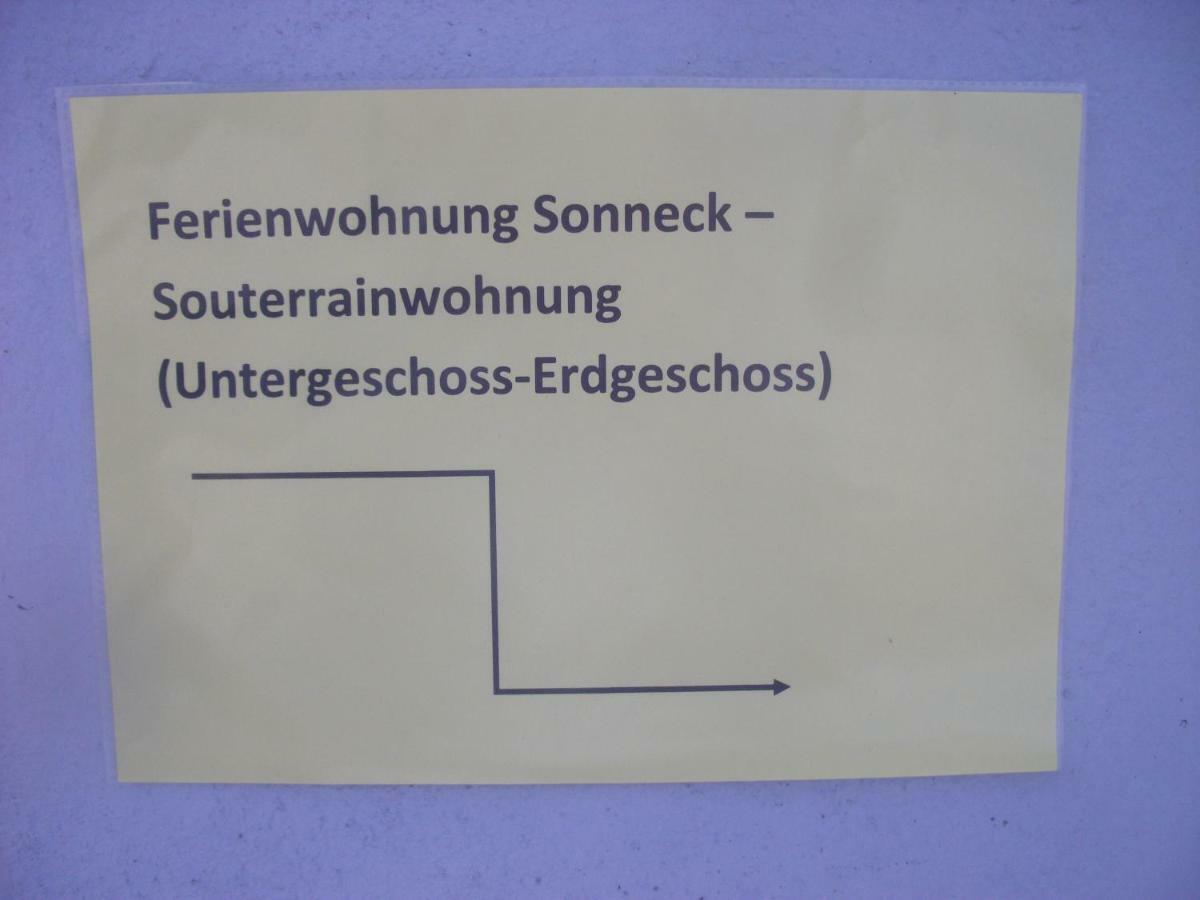 Ferienwohnung Sonneck –
Souterrainwohnung
(Untergeschoss-Erdgeschoss)